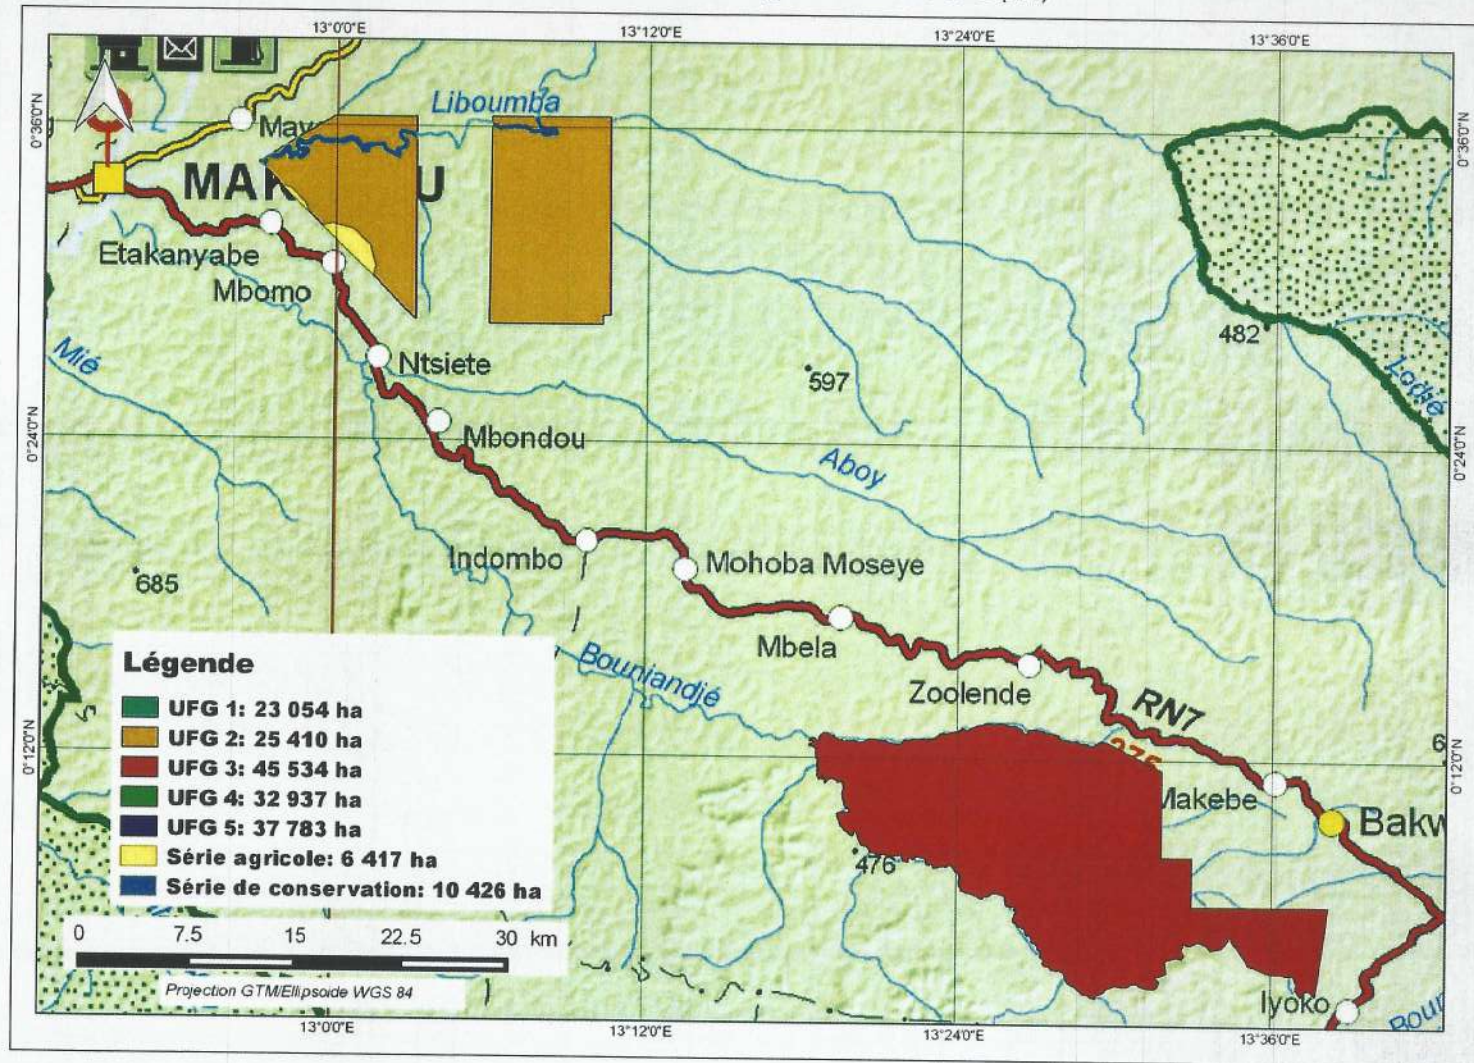 13°0'0"E
13°12'0"E
13°24'0"E
13°36'0"E
0°36'0"N
Liboumba
0°36'0"N
May
MAK U
Etakanyabe
Mbomo
482
Mié
Ntsiete
597
Lodié
0°24'0"N
Mbondou
0°24'0"N
Aboy
Indombo
Mohoba Moseye
685
Mbela
Bouniandjé
Zoolende
RN7
Légende
UFG 1: 23 054 ha
UFG 2: 25 410 ha
UFG 3: 45 534 ha
UFG 4: 32 937 ha
UFG 5: 37 783 ha
Série agricole: 6 417 ha
Série de conservation: 10 426 ha
0°12'0"N
6
0°12'0"N
Makebe
Bakw
476
0 7.5 15 22.5 30 km
Projection GTM/Ellipsoide WGS 84
Iyoko
Bour
13°0'0"E
13°12'0"E
13°24'0"E
13°36'0"E